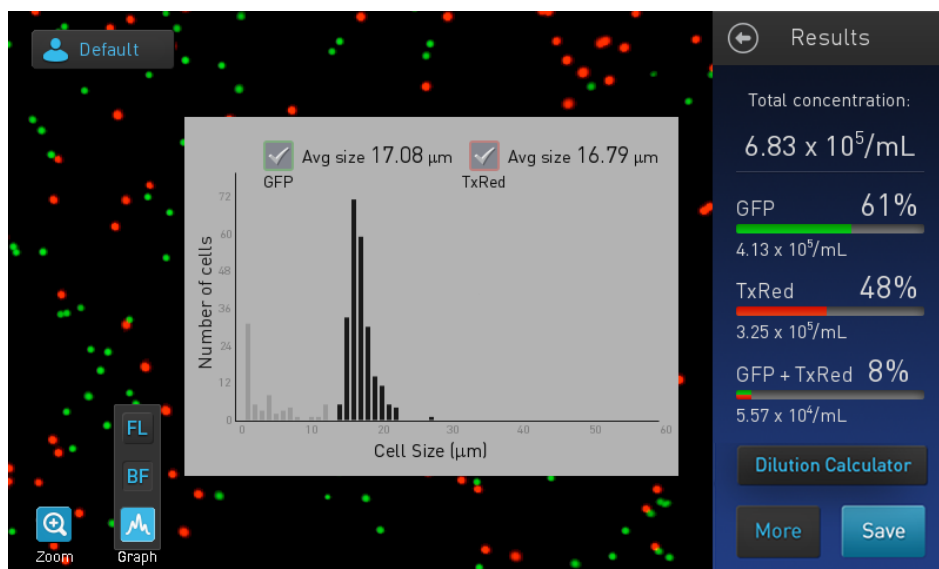 Default
Avg size 17.08 μm
GFP
Avg size 16.79 μm
TxRed
72
60
48
36
24
12
0
Number of cells
0 10 20 30 40 50 60
Cell Size (μm)
FL
BF
Zoom
Graph
Results
Total concentration:
6.83 x 10⁵/mL
GFP 61%
4.13 x 10⁵/mL
TxRed 48%
3.25 x 10⁵/mL
GFP + TxRed 8%
5.57 x 10⁴/mL
Dilution Calculator
More
Save